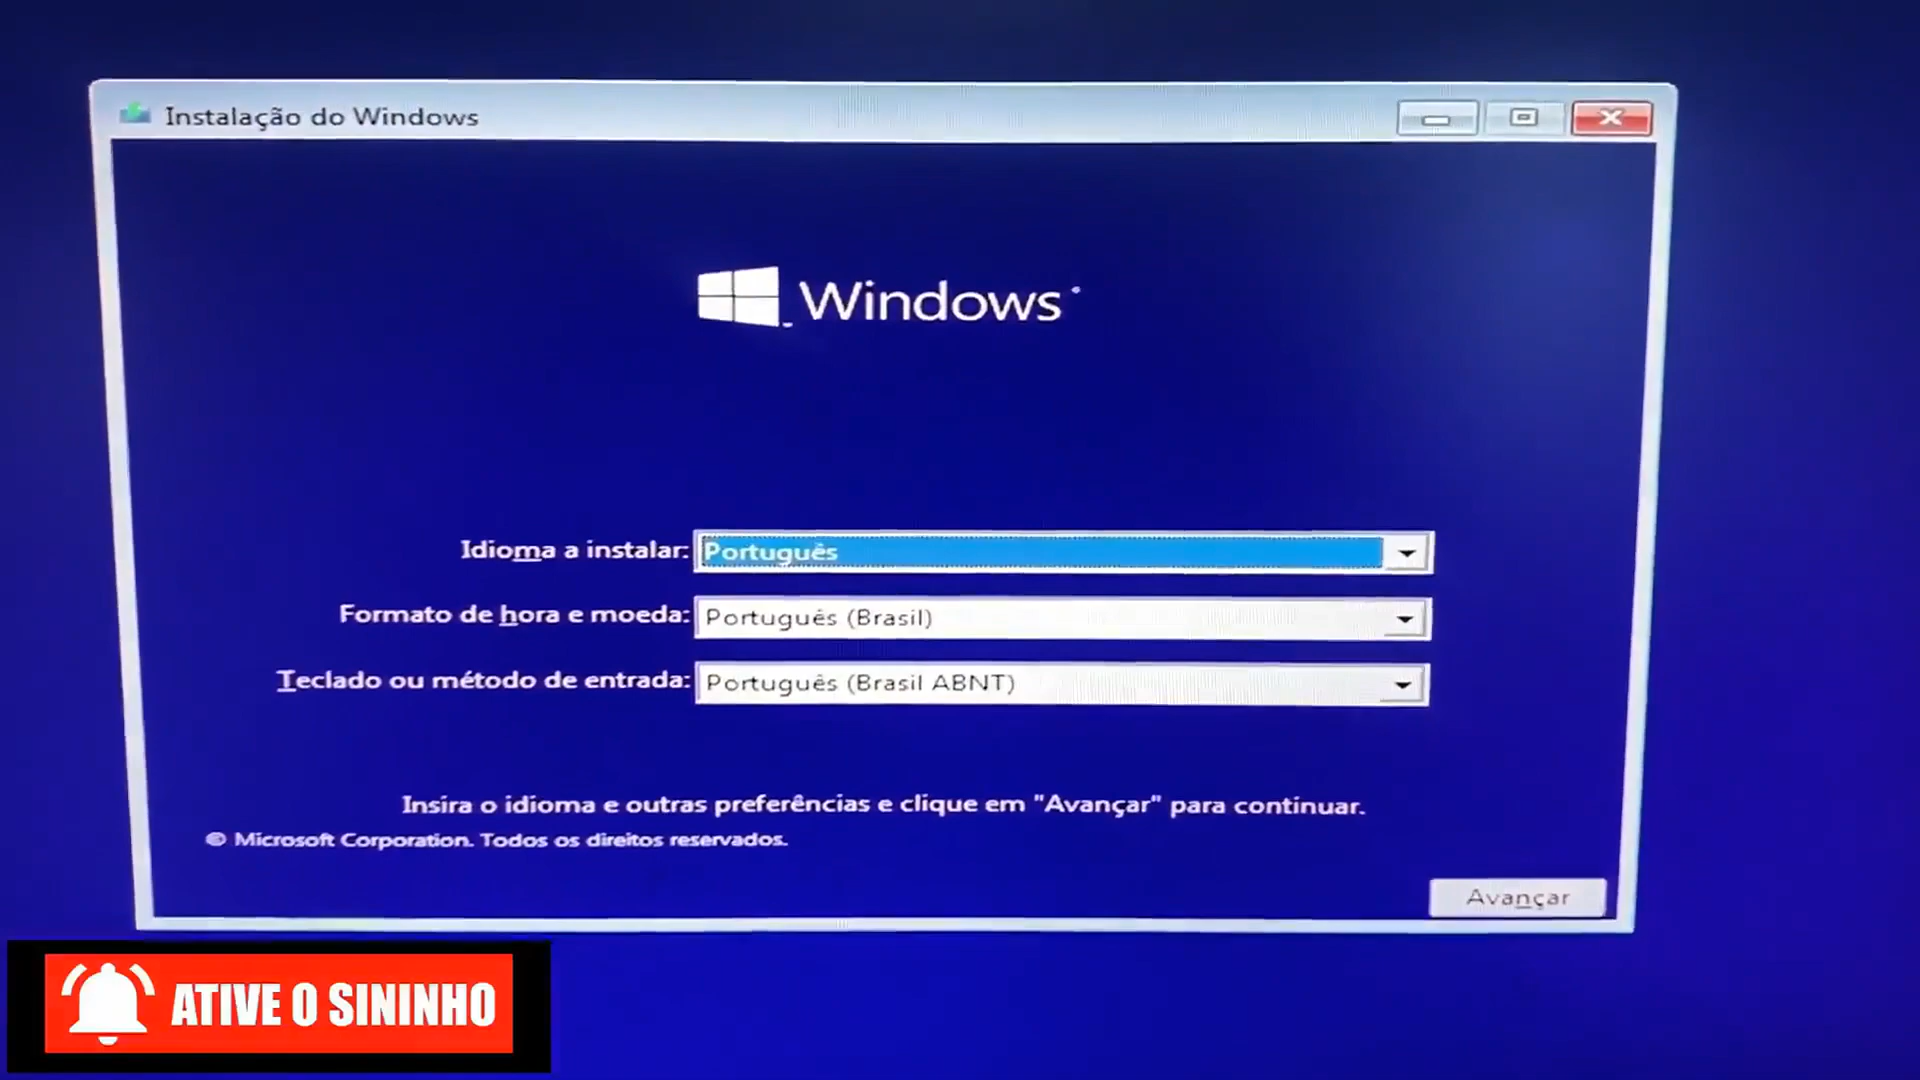 Instalação do Windows
Windows
Idioma a instalar: Português
Formato de hora e moeda: Português (Brasil)
Teclado ou método de entrada: Português (Brasil ABNT)
Insira o idioma e outras preferências e clique em "Avançar" para continuar.
© Microsoft Corporation. Todos os direitos reservados.
Avançar
ATIVE O SININHO